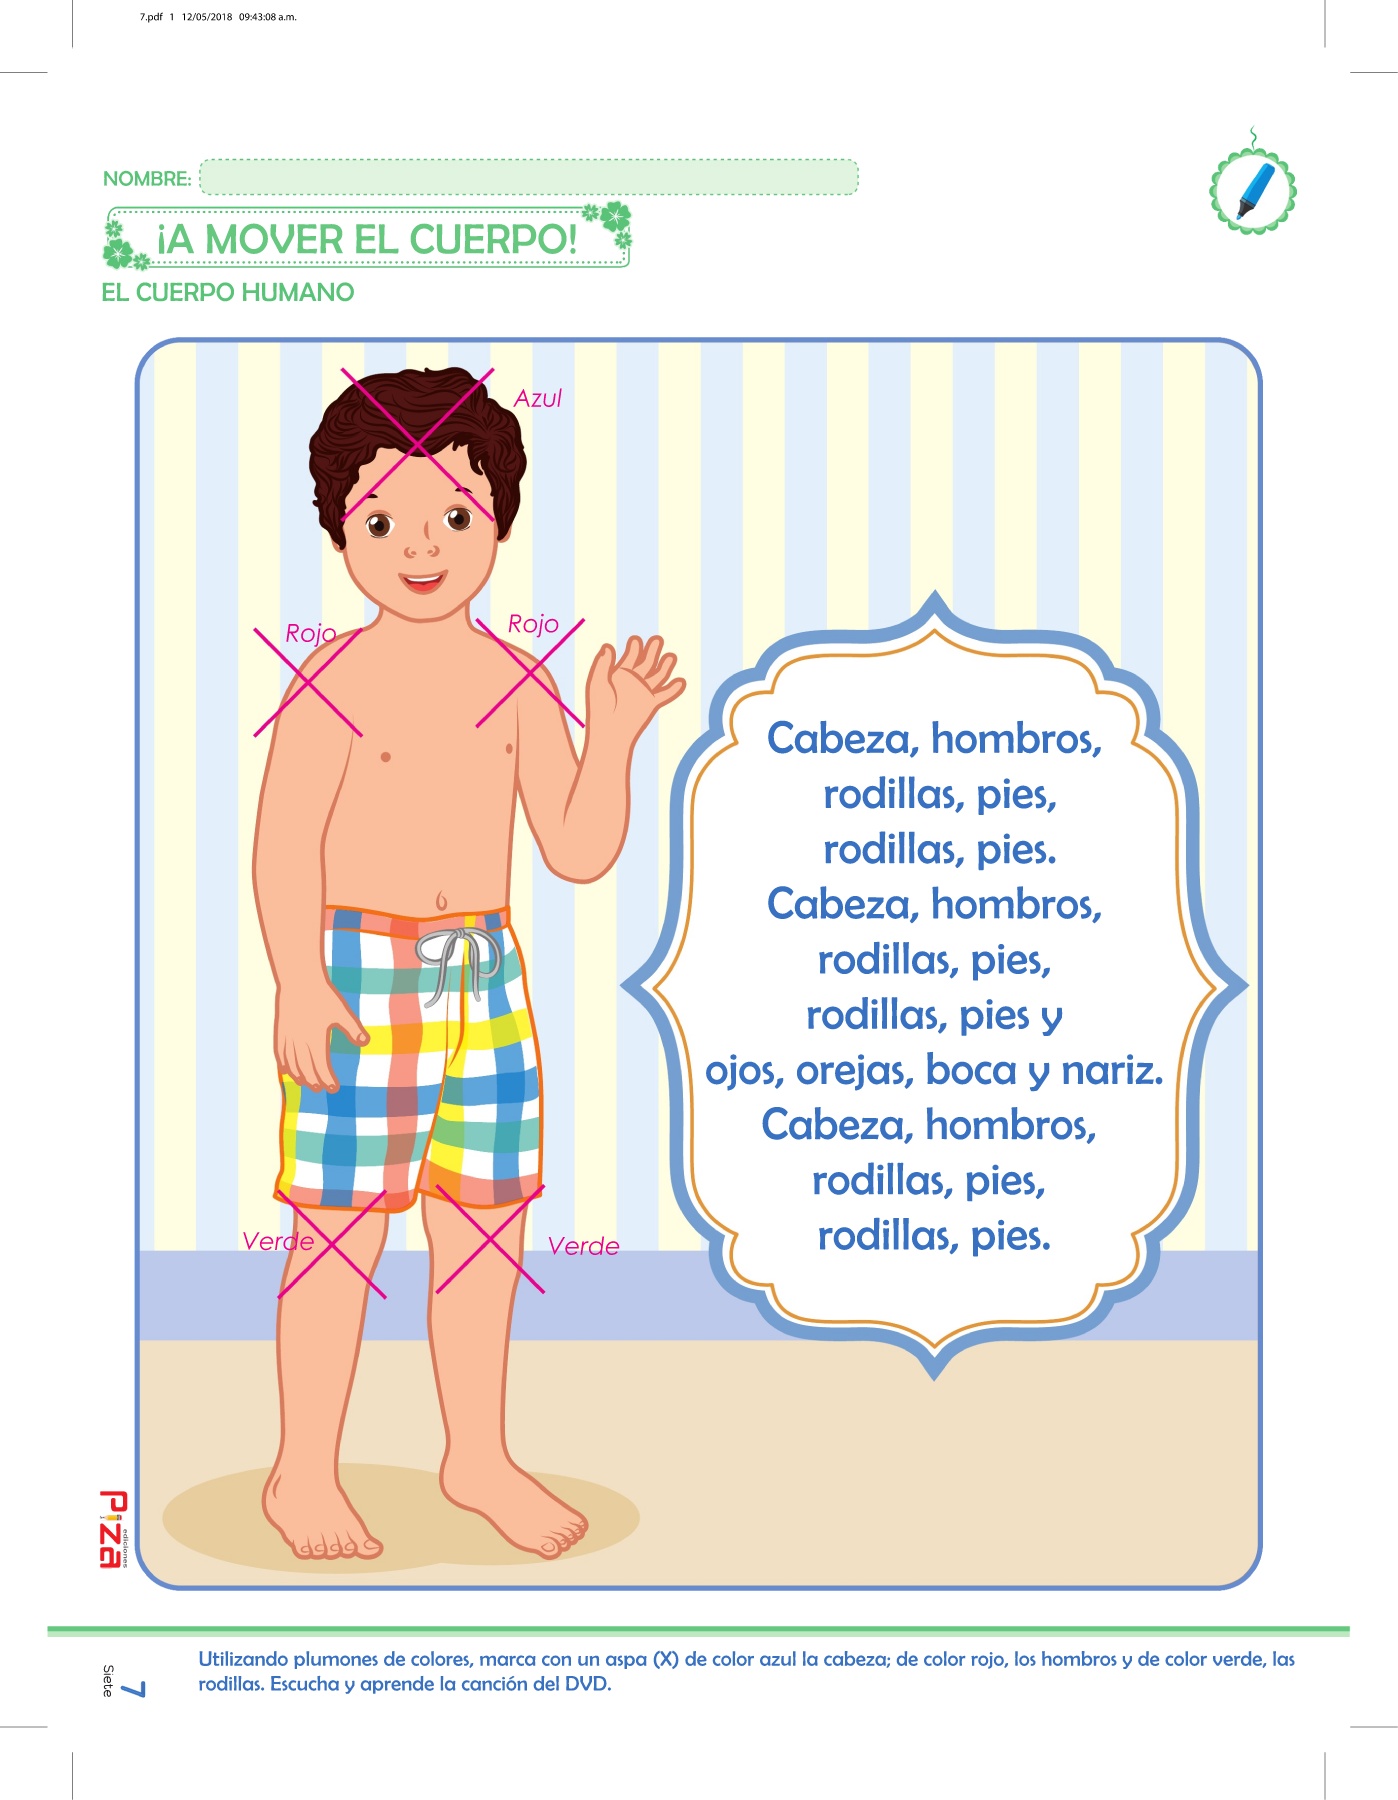 7.pdf 1 12/05/2018 09:43:08 a.m.
NOMBRE:
¡A MOVER EL CUERPO!
EL CUERPO HUMANO
Azul
Rojo
Rojo
Cabeza, hombros,
rodillas, pies,
rodillas, pies.
Cabeza, hombros,
rodillas, pies,
rodillas, pies y
ojos, orejas, boca y nariz.
Cabeza, hombros,
rodillas, pies,
rodillas, pies.
Verde
Verde
Piza
ediciones
7
Siete
Utilizando plumones de colores, marca con un aspa (X) de color azul la cabeza; de color rojo, los hombros y de color verde, las
rodillas. Escucha y aprende la canción del DVD.